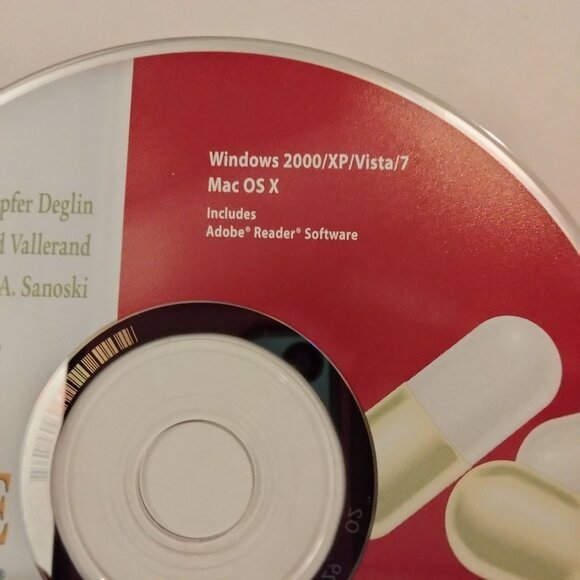 Windows 2000/XP/Vista/7
Mac OS X
Includes
Adobe® Reader® Software
pfer Deglin
d Vallerand
A. Sanoski
E